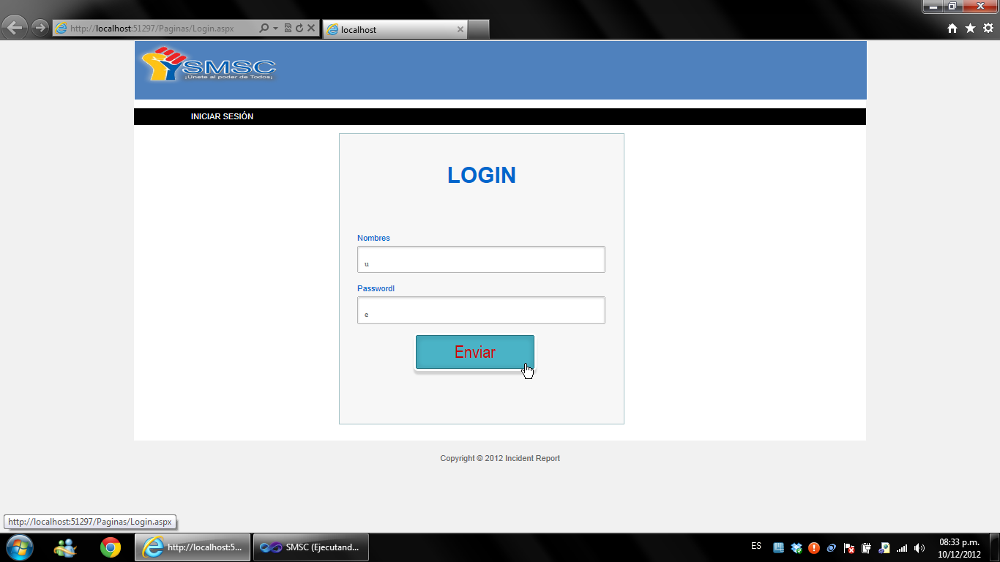 http://localhost:51297/Paginas/Login.aspx
localhost
SMSC
¡Únete al poder de Todos¡
INICIAR SESIÓN
LOGIN
Nombres
u
Passwordl
e
Enviar
Copyright © 2012 Incident Report
http://localhost:51297/Paginas/Login.aspx
http://localhost:5...
SMSC (Ejecutand...
ES
08:33 p.m.
10/12/2012